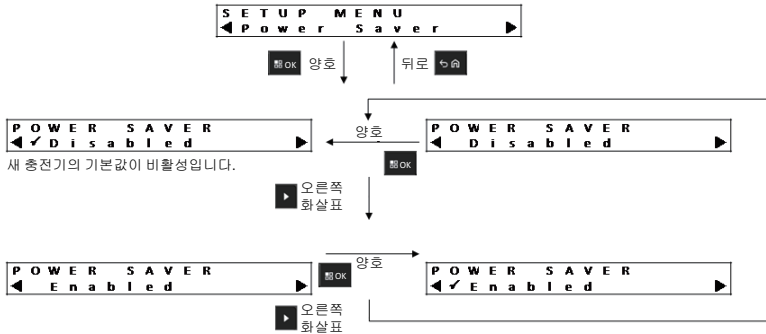 SETUP MENU
Power Saver
OK 양호
뒤로
POWER SAVER
✓Disabled
양호
OK
POWER SAVER
Disabled
새 충전기의 기본값이 비활성입니다.
오른쪽
화살표
POWER SAVER
Enabled
OK
양호
POWER SAVER
✓Enabled
오른쪽
화살표